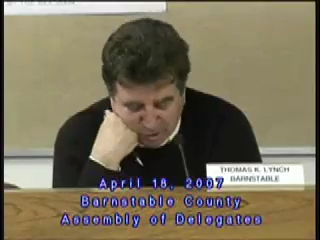 THOMAS K. LYNCH
BARNSTABLE
April 18, 2007
Barnstable County
Assembly of Delegates